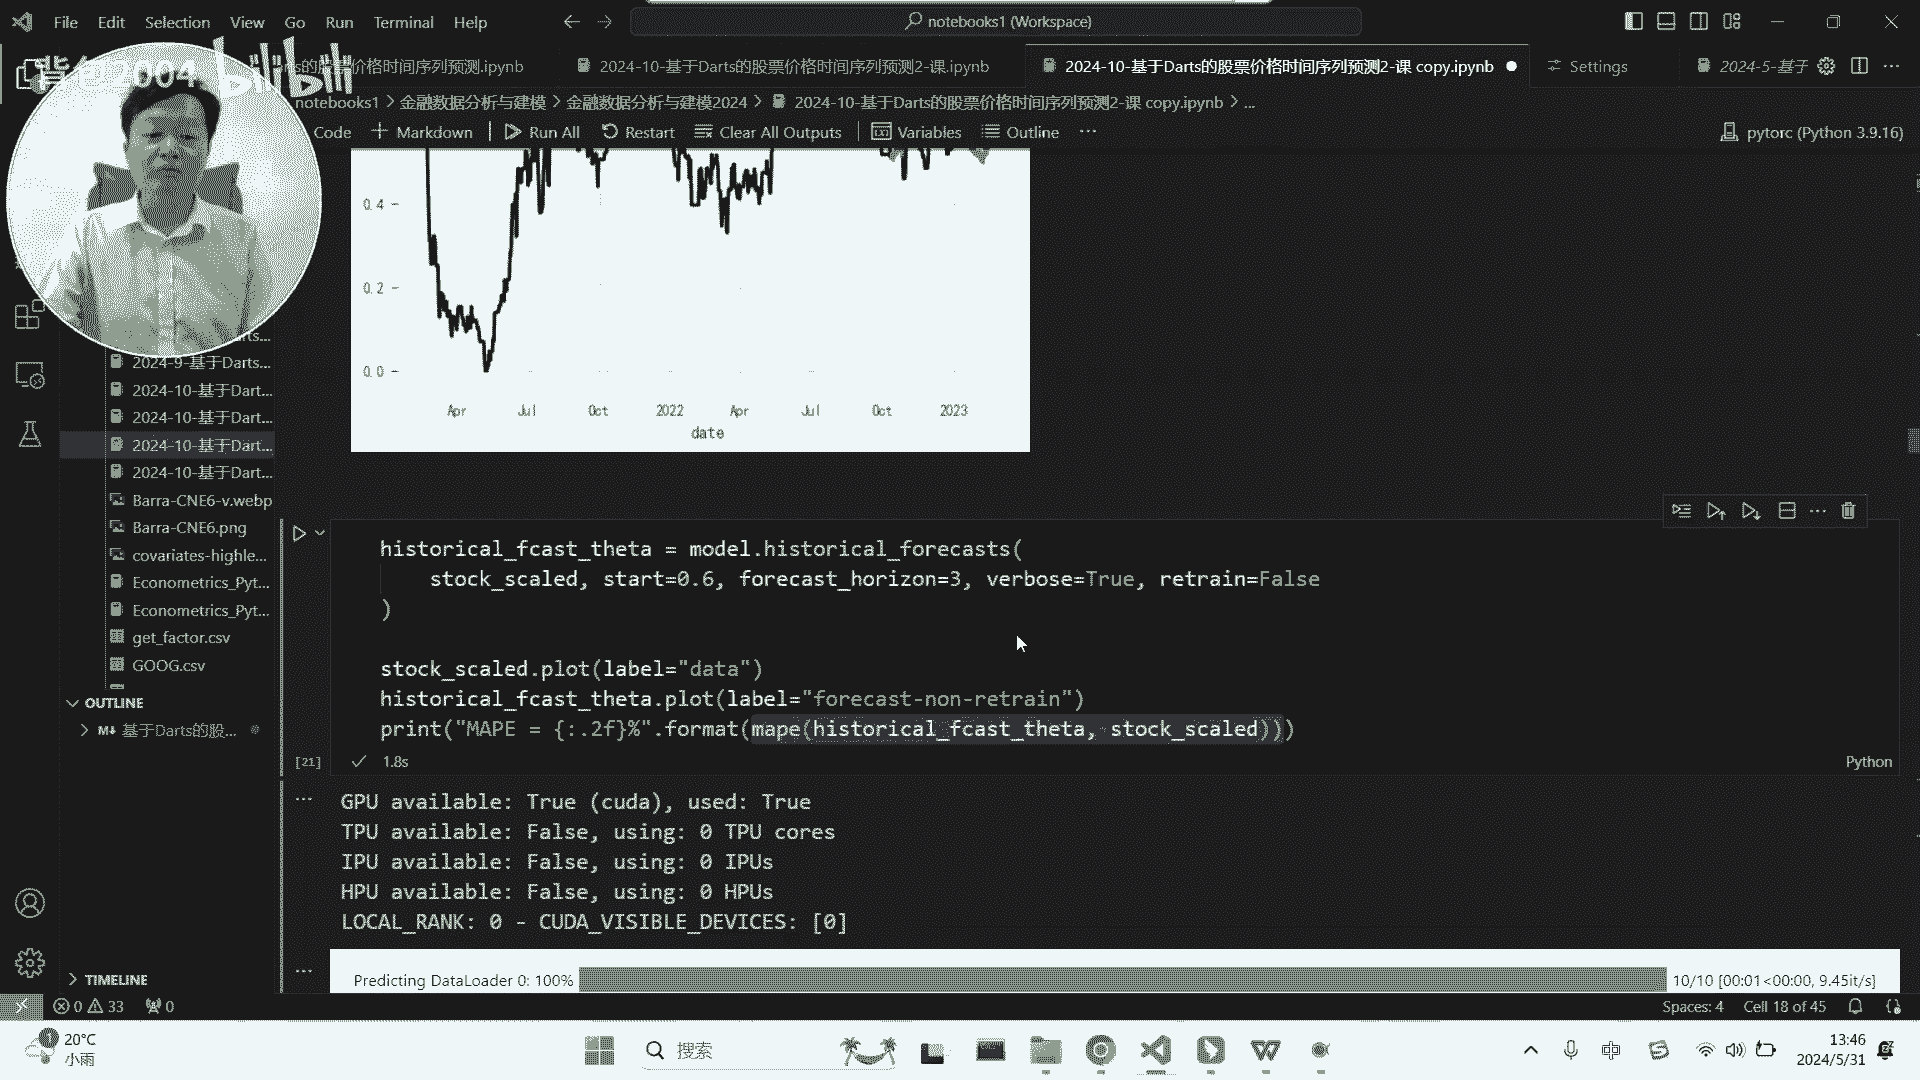 File Edit Selection View Go Run Terminal Help
notebooks1 (Workspace)
2004 bilibili
的股票价格时间序列预测.ipynb
2024-10-基于Darts的股票价格时间序列预测2-课.ipynb
2024-10-基于Darts的股票价格时间序列预测2-课 copy.ipynb
Settings
2024-5-基于
notebooks1 > 金融数据分析与建模 > 金融数据分析与建模2024 > 2024-10-基于Darts的股票价格时间序列预测2-课 copy.ipynb > ...
Code + Markdown Run All Restart Clear All Outputs Variables Outline ...
pytorc (Python 3.9.16)
0.4
0.2
0.0
Apr Jul Oct 2022 Apr Jul Oct 2023
date
2024-9-基于Darts...
2024-10-基于Dart...
2024-10-基于Dart...
2024-10-基于Dart...
2024-10-基于Dart...
Barra-CNE6-v.webp
Barra-CNE6.png
covariates-highle...
Econometrics_Pyt...
Econometrics_Pyt...
get_factor.csv
GOOG.csv
OUTLINE
基于Darts的股...
TIMELINE
historical_fcast_theta = model.historical_forecasts(
stock_scaled, start=0.6, forecast_horizon=3, verbose=True, retrain=False
)
stock_scaled.plot(label="data")
historical_fcast_theta.plot(label="forecast-non-retrain")
print("MAPE = {:.2f}%".format(mape(historical_fcast_theta, stock_scaled)))
[21] 1.8s Python
GPU available: True (cuda), used: True
TPU available: False, using: 0 TPU cores
IPU available: False, using: 0 IPUs
HPU available: False, using: 0 HPUs
LOCAL_RANK: 0 - CUDA_VISIBLE_DEVICES: [0]
Predicting DataLoader 0: 100% 10/10 [00:01<00:00, 9.45it/s]
0 33 0
Spaces: 4 Cell 18 of 45
20°C
小雨
搜索
中
13:46
2024/5/31